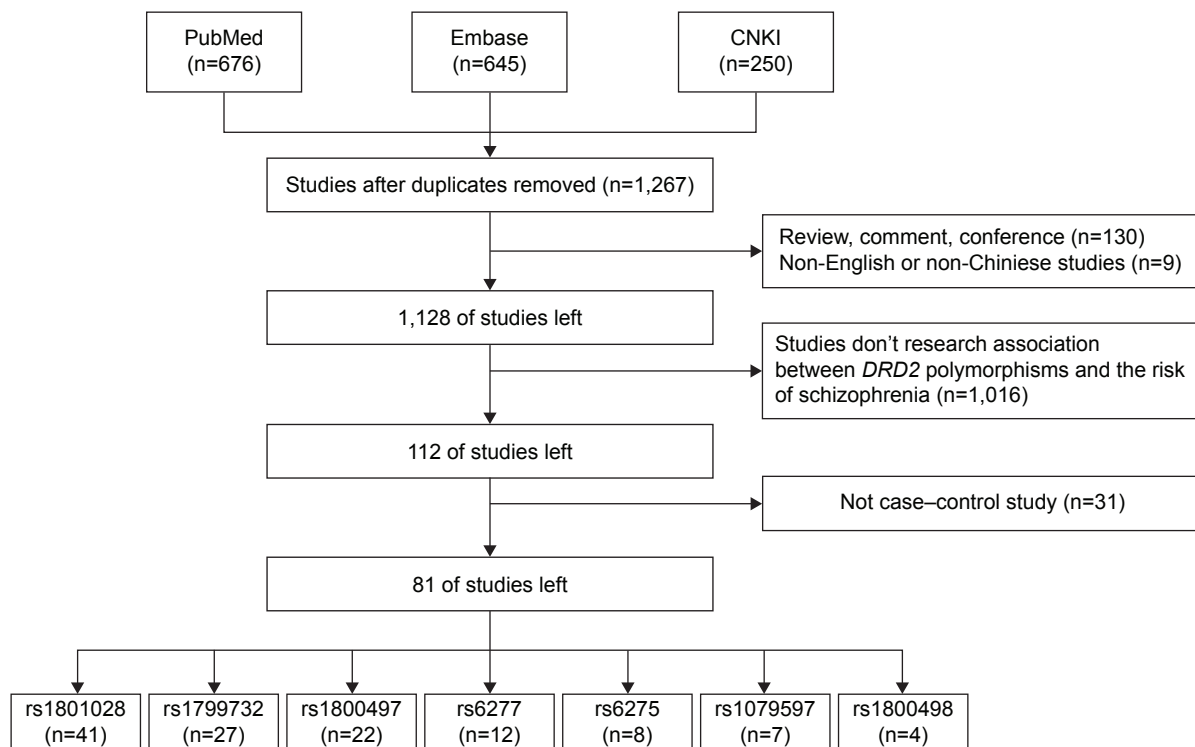 PubMed
(n=676)
Embase
(n=645)
CNKI
(n=250)
Studies after duplicates removed (n=1,267)
Review, comment, conference (n=130)
Non-English or non-Chiniese studies (n=9)
1,128 of studies left
Studies don’t research association
between DRD2 polymorphisms and the risk
of schizophrenia (n=1,016)
112 of studies left
Not case–control study (n=31)
81 of studies left
rs1801028
(n=41)
rs1799732
(n=27)
rs1800497
(n=22)
rs6277
(n=12)
rs6275
(n=8)
rs1079597
(n=7)
rs1800498
(n=4)